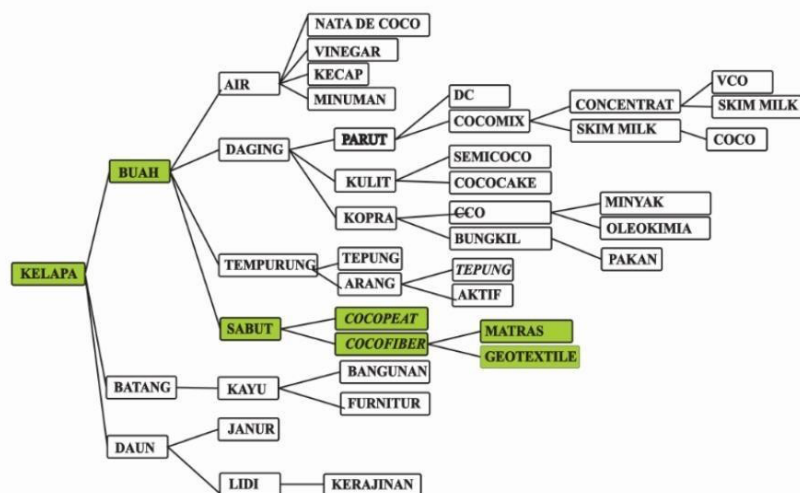 NATA DE COCO
VINEGAR
AIR
KECAP
MINUMAN
VCO
DC
CONCENTRAT
SKIM MILK
COCOMIX
PARUT
SKIM MILK
COCO
DAGING
SEMICOCO
BUAH
KULIT
COCOCAKE
MINYAK
KOPRA
CCO
OLEOKIMIA
BUNGKIL
PAKAN
TEMPURUNG
TEPUNG
TEPUNG
KELAPA
ARANG
AKTIF
SABUT
COCOPEAT
MATRAS
COCOFIBER
GEOTEXTILE
BANGUNAN
BATANG
KAYU
FURNITUR
JANUR
DAUN
LIDI
KERAJINAN